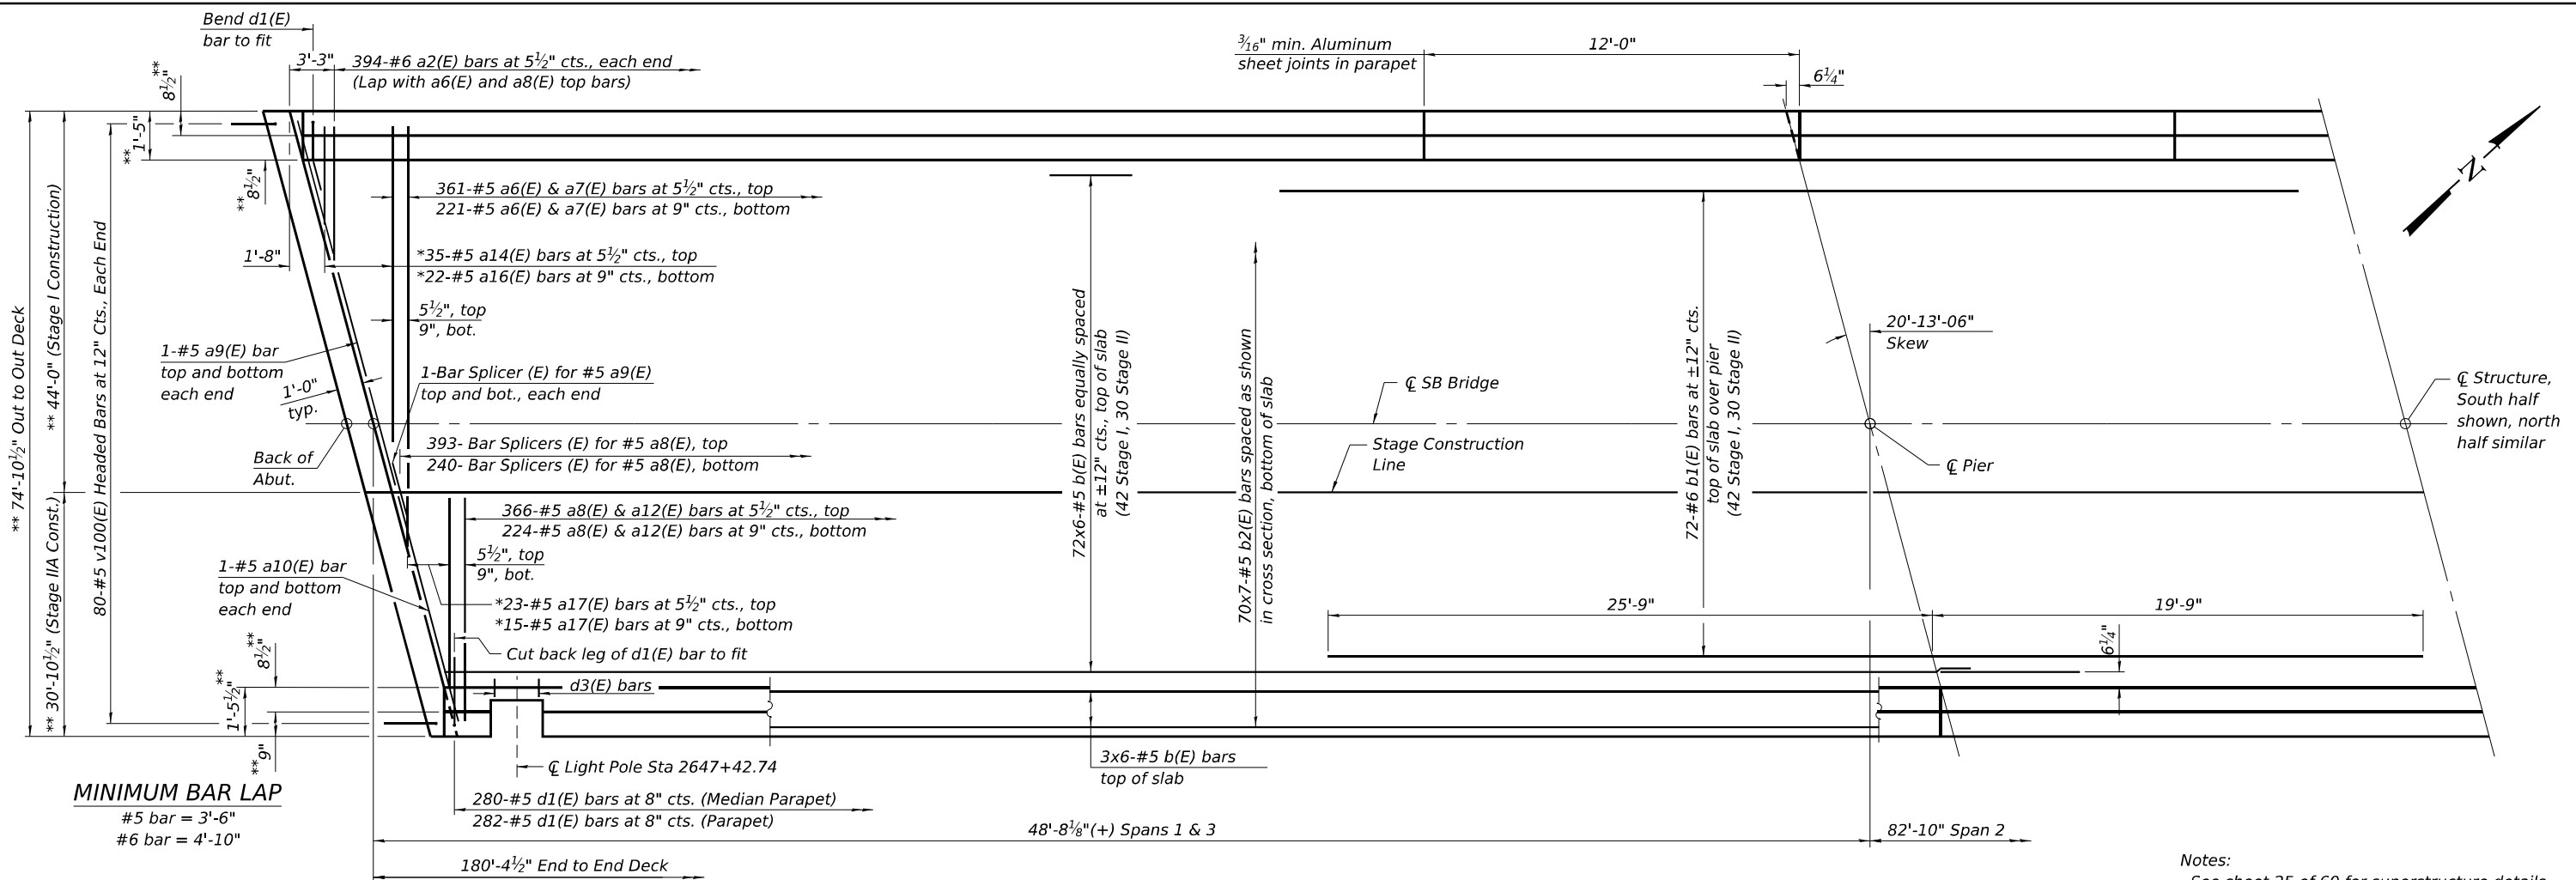 Bend d1(E)
bar to fit
3'-3"
394-#6 a2(E) bars at 5½" cts., each end
(Lap with a6(E) and a8(E) top bars)
3/16" min. Aluminum
sheet joints in parapet
12'-0"
6¼"
** 8½"
** 1'-5"
** 8½"
361-#5 a6(E) & a7(E) bars at 5½" cts., top
221-#5 a6(E) & a7(E) bars at 9" cts., bottom
1'-8"
*35-#5 a14(E) bars at 5½" cts., top
*22-#5 a16(E) bars at 9" cts., bottom
5½", top
9", bot.
** 74'-10½" Out to Out Deck
** 44'-0" (Stage I Construction)
** 30'-10½" (Stage IIA Const.)
80-#5 v100(E) Headed Bars at 12" Cts., Each End
1-#5 a9(E) bar
top and bottom
each end
1'-0"
typ.
1-Bar Splicer (E) for #5 a9(E)
top and bot., each end
393- Bar Splicers (E) for #5 a8(E), top
240- Bar Splicers (E) for #5 a8(E), bottom
Back of
Abut.
72x6-#5 b(E) bars equally spaced
at ±12" cts., top of slab
(42 Stage I, 30 Stage II)
70x7-#5 b2(E) bars spaced as shown
in cross section, bottom of slab
72-#6 b1(E) bars at ±12" cts.
top of slab over pier
(42 Stage I, 30 Stage II)
℄ SB Bridge
Stage Construction
Line
20'-13'-06"
Skew
℄ Pier
N
℄ Structure,
South half
shown, north
half similar
366-#5 a8(E) & a12(E) bars at 5½" cts., top
224-#5 a8(E) & a12(E) bars at 9" cts., bottom
5½", top
9", bot.
1-#5 a10(E) bar
top and bottom
each end
*23-#5 a17(E) bars at 5½" cts., top
*15-#5 a17(E) bars at 9" cts., bottom
Cut back leg of d1(E) bar to fit
d3(E) bars
25'-9"
19'-9"
6¼"
** 8½"
** 1'-5½"
** 9"
℄ Light Pole Sta 2647+42.74
3x6-#5 b(E) bars
top of slab
MINIMUM BAR LAP
#5 bar = 3'-6"
#6 bar = 4'-10"
280-#5 d1(E) bars at 8" cts. (Median Parapet)
282-#5 d1(E) bars at 8" cts. (Parapet)
48'-8⅛"(+) Spans 1 & 3
82'-10" Span 2
180'-4½" End to End Deck
Notes:
See sheet 25 of 60 for superstructure details